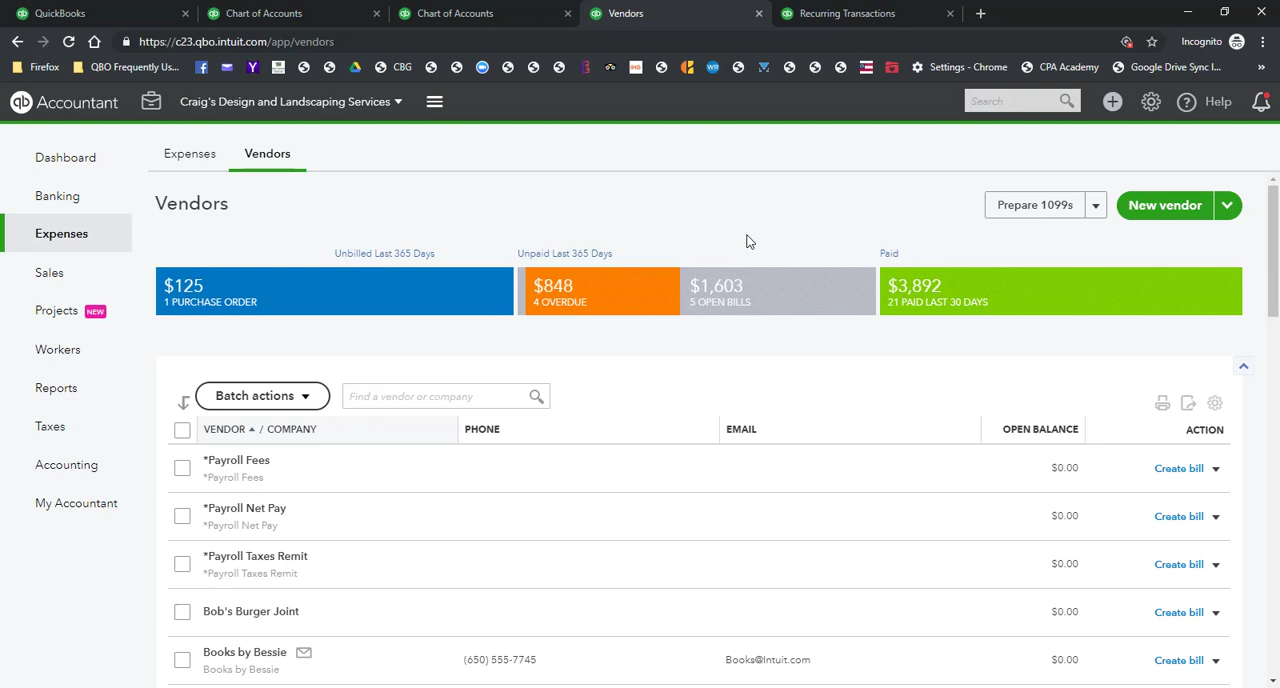 QuickBooks
Chart of Accounts
Chart of Accounts
Vendors
Recurring Transactions
https://c23.qbo.intuit.com/app/vendors
Incognito
Firefox
QBO Frequently Us...
CBG
Settings - Chrome
CPA Academy
Google Drive Sync I...
qb Accountant
Craig's Design and Landscaping Services
Search
Help
Dashboard
Banking
Expenses
Sales
Projects NEW
Workers
Reports
Taxes
Accounting
My Accountant
Expenses
Vendors
Vendors
Prepare 1099s
New vendor
Unbilled Last 365 Days
Unpaid Last 365 Days
Paid
$125
1 PURCHASE ORDER
$848
4 OVERDUE
$1,603
5 OPEN BILLS
$3,892
21 PAID LAST 30 DAYS
Batch actions
Find a vendor or company
VENDOR / COMPANY PHONE EMAIL OPEN BALANCE ACTION
*Payroll Fees $0.00 Create bill
*Payroll Fees
*Payroll Net Pay $0.00 Create bill
*Payroll Net Pay
*Payroll Taxes Remit $0.00 Create bill
*Payroll Taxes Remit
Bob's Burger Joint $0.00 Create bill
Books by Bessie (650) 555-7745 Books@Intuit.com $0.00 Create bill
Books by Bessie